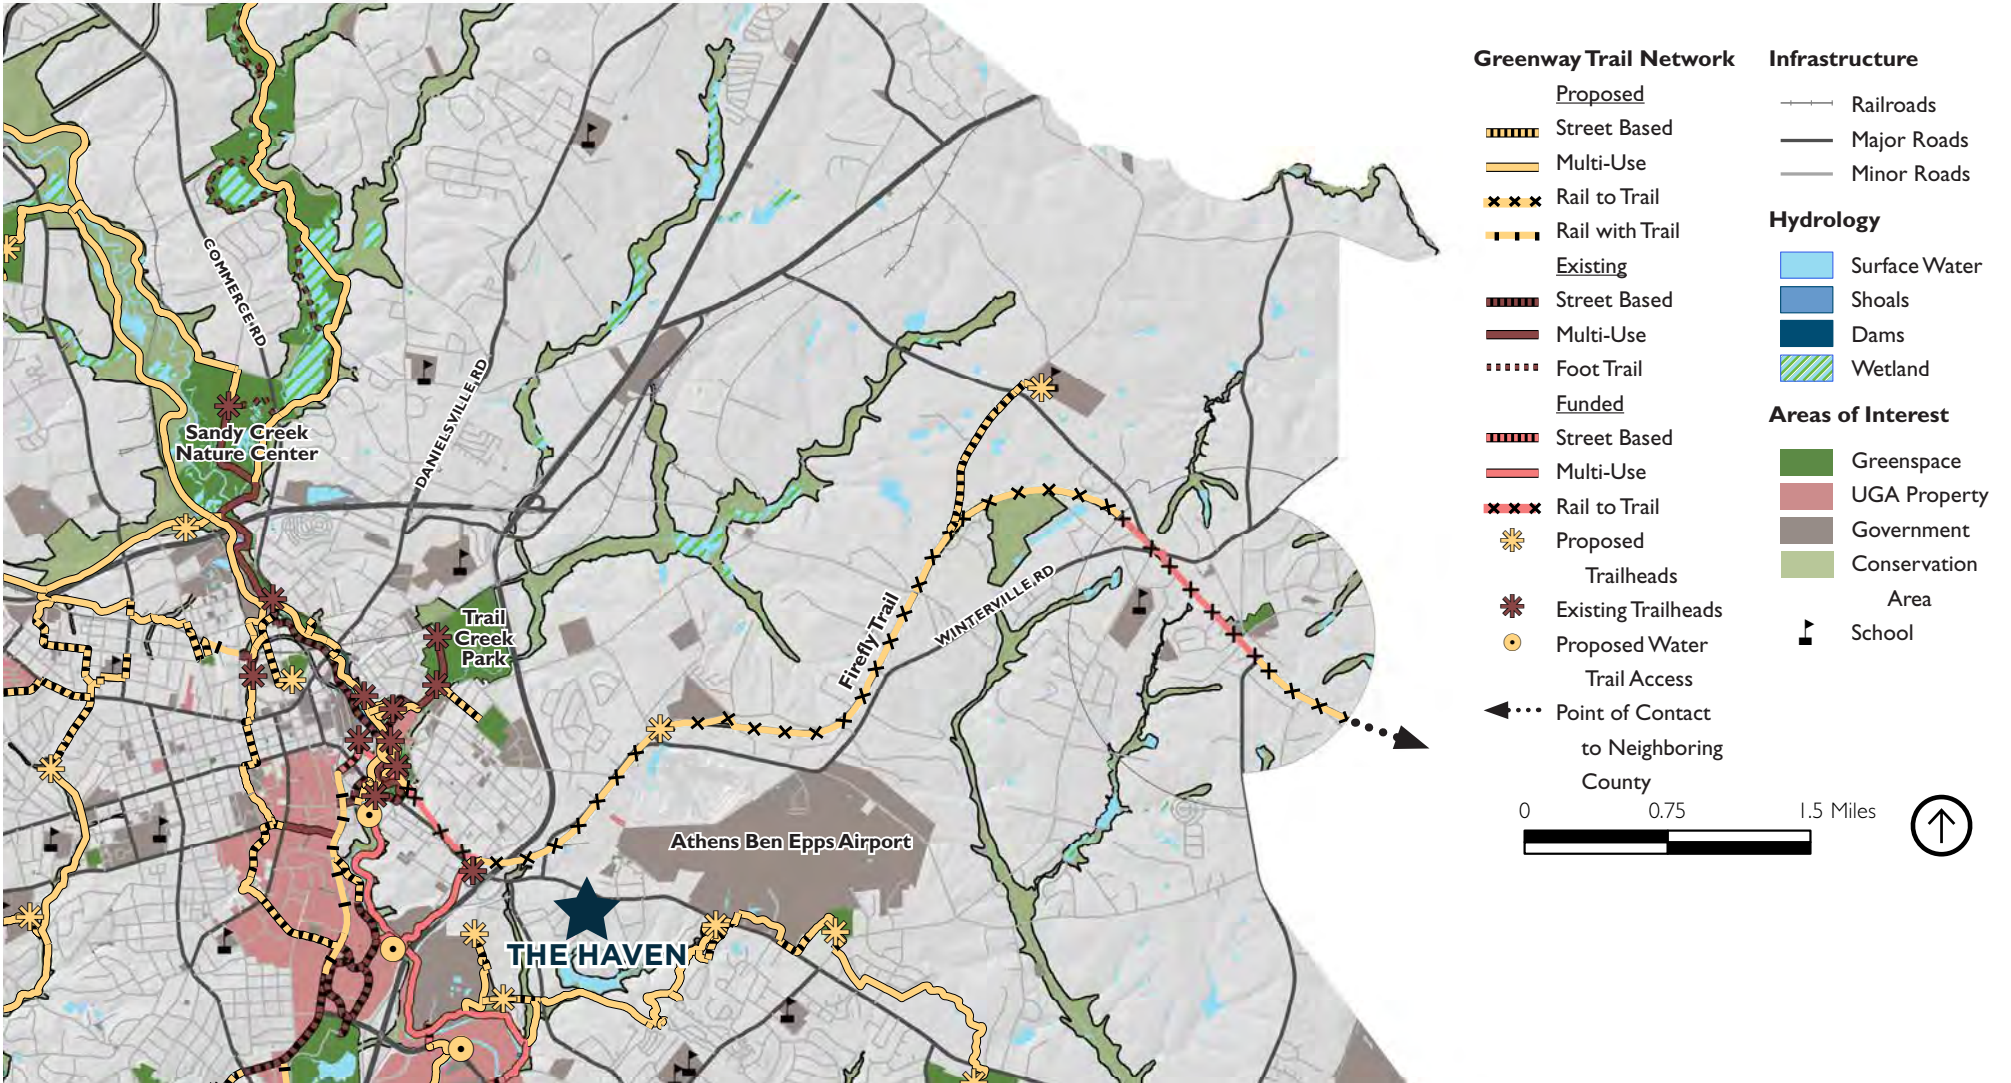 COMMERCE RD
DANIELSVILLE RD
Sandy Creek
Nature Center
Trail
Creek
Park
Firefly Trail
WINTERVILLE RD
Athens Ben Epps Airport
THE HAVEN
Greenway Trail Network
Proposed
Street Based
Multi-Use
Rail to Trail
Rail with Trail
Existing
Street Based
Multi-Use
Foot Trail
Funded
Street Based
Multi-Use
Rail to Trail
Proposed
Trailheads
Existing Trailheads
Proposed Water
Trail Access
Point of Contact
to Neighboring
County
Infrastructure
Railroads
Major Roads
Minor Roads
Hydrology
Surface Water
Shoals
Dams
Wetland
Areas of Interest
Greenspace
UGA Property
Government
Conservation
Area
School
0 0.75 1.5 Miles